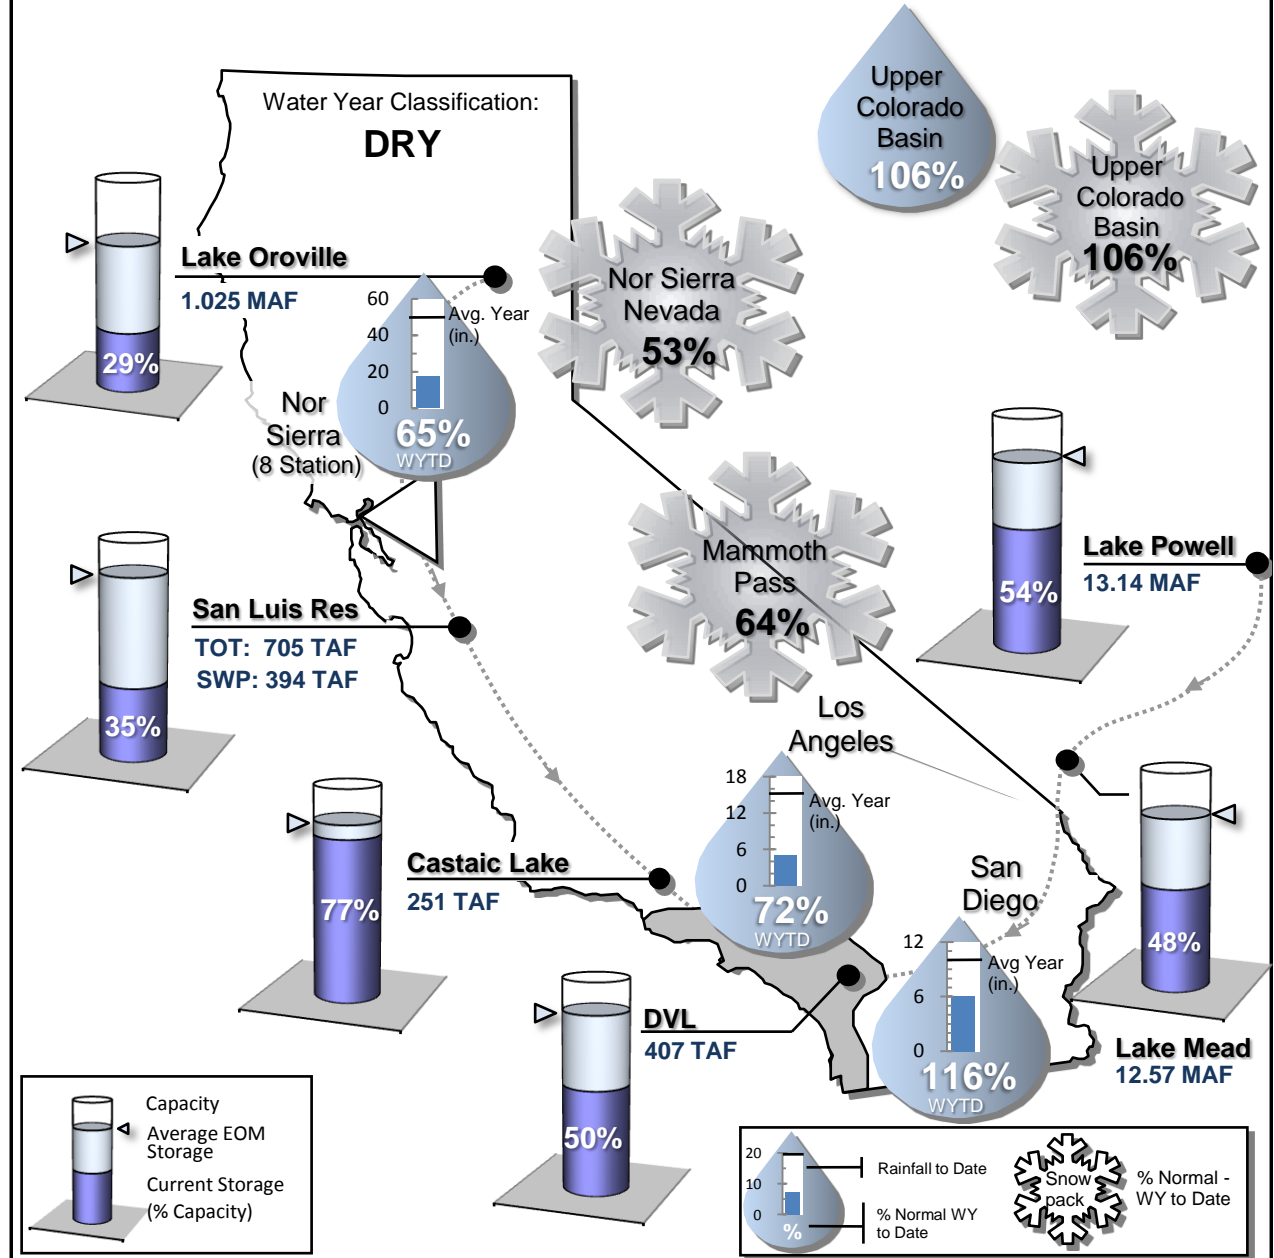 Water Year Classification:
DRY
Upper
Colorado
Basin
106%
Upper
Colorado
Basin
106%
Nor Sierra
Nevada
53%
Lake Oroville
1.025 MAF
29%
60
40
20
0
Avg. Year
(in.)
65%
WYTD
Nor
Sierra
(8 Station)
Mammoth
Pass
64%
Lake Powell
13.14 MAF
54%
San Luis Res
TOT: 705 TAF
SWP: 394 TAF
35%
Los
Angeles
18
12
6
0
Avg. Year
(in.)
72%
WYTD
Castaic Lake
251 TAF
77%
San
Diego
12
6
0
Avg Year
(in.)
116%
WYTD
48%
Lake Mead
12.57 MAF
DVL
407 TAF
50%
Capacity
Average EOM
Storage
Current Storage
(% Capacity)
20
10
0
%
Rainfall to Date
% Normal WY
to Date
Snow
pack
% Normal -
WY to Date